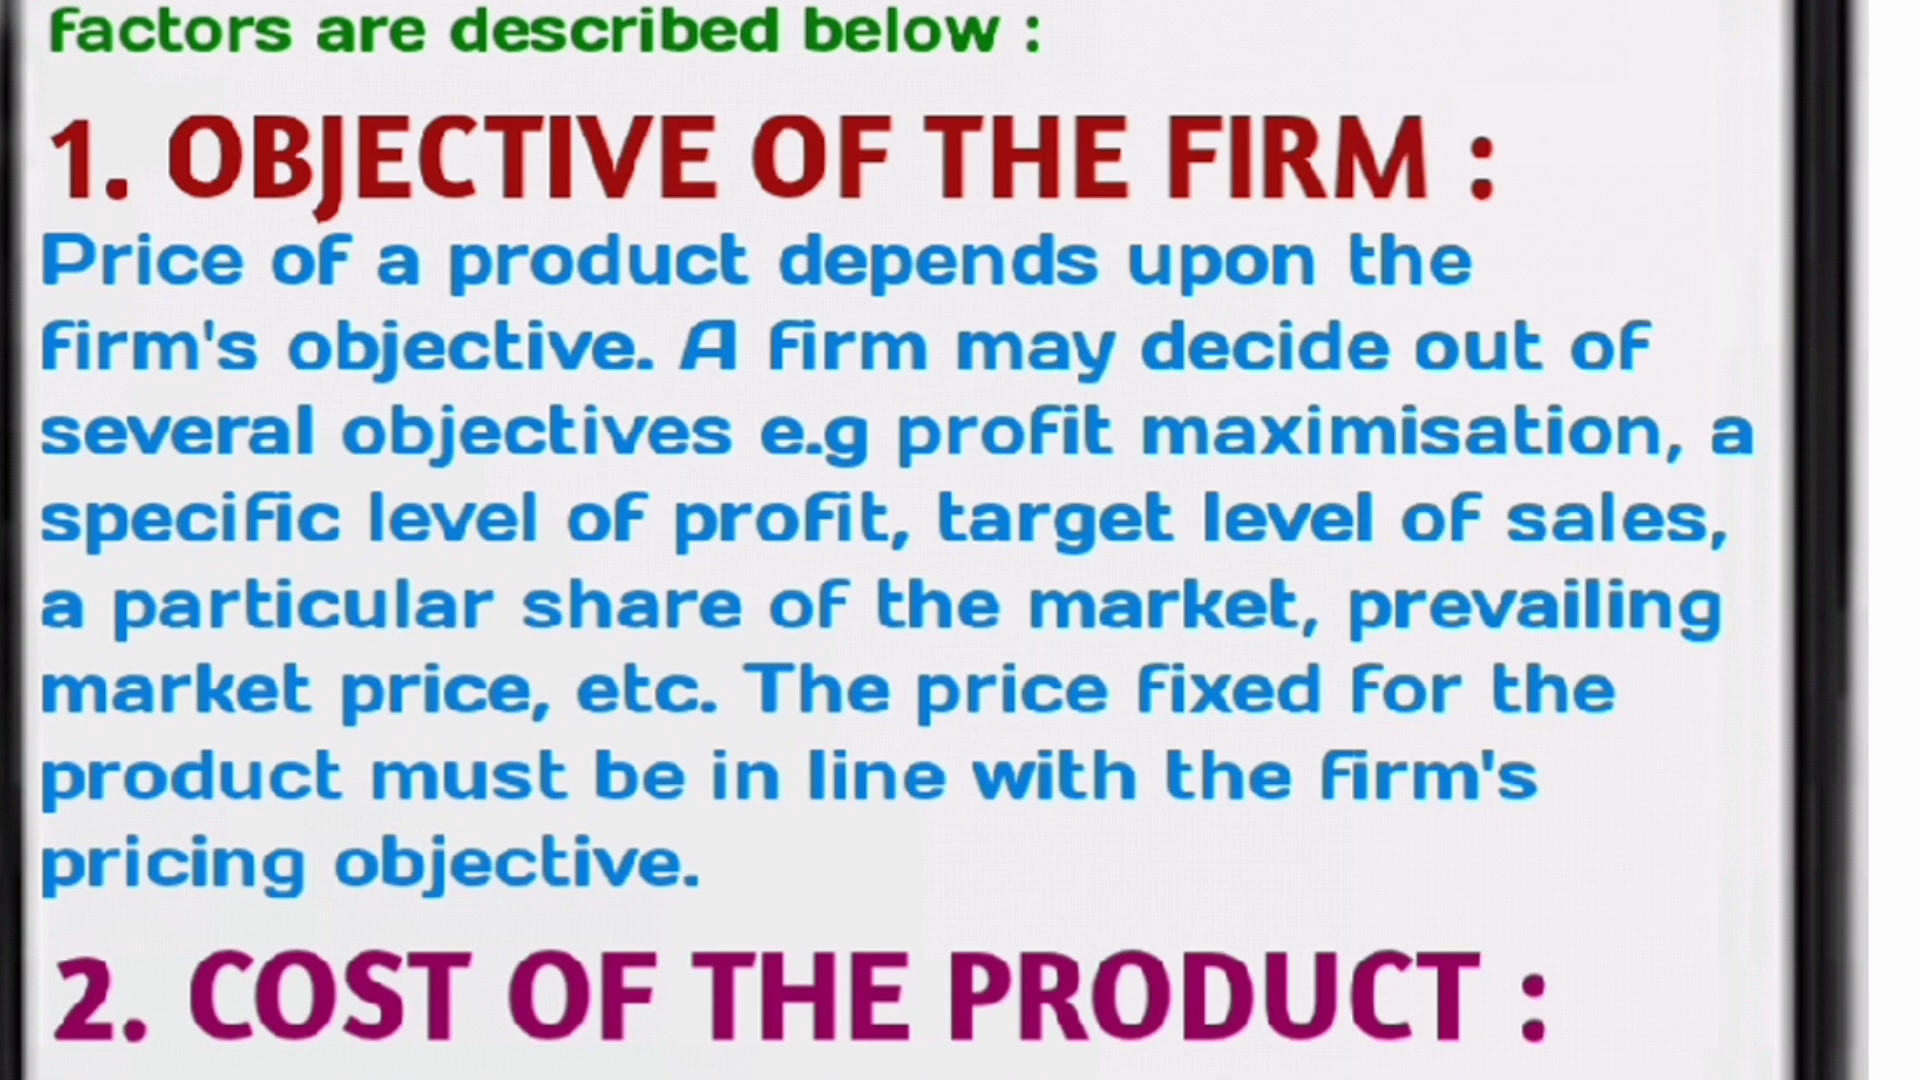 factors are described below :
1. OBJECTIVE OF THE FIRM :
Price of a product depends upon the
firm's objective. A firm may decide out of
several objectives e.g profit maximisation, a
specific level of profit, target level of sales,
a particular share of the market, prevailing
market price, etc. The price fixed for the
product must be in line with the firm's
pricing objective.
2. COST OF THE PRODUCT :